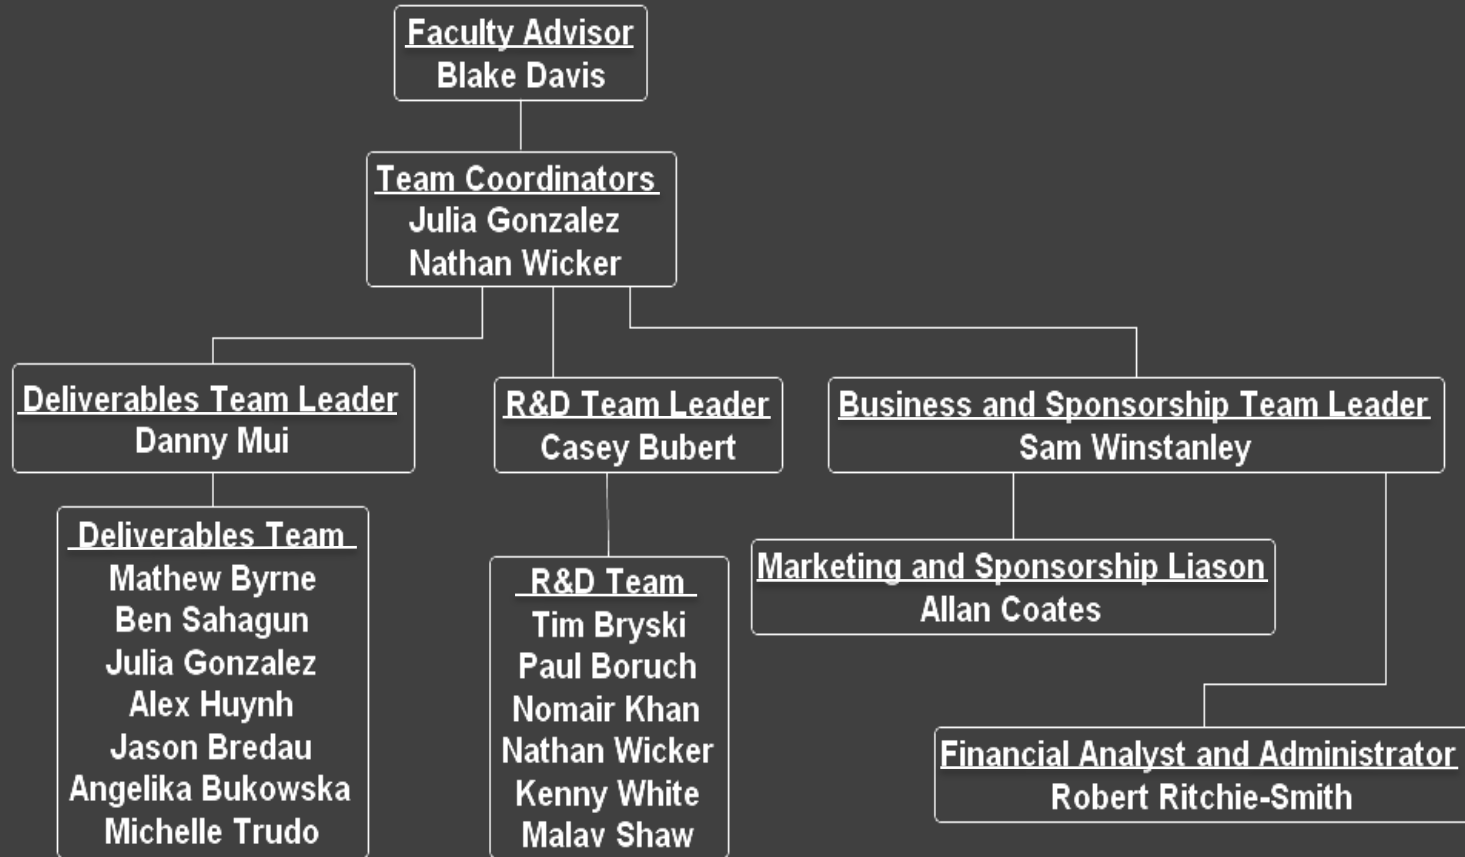 Faculty Advisor
Blake Davis
Team Coordinators
Julia Gonzalez
Nathan Wicker
Deliverables Team Leader
Danny Mui
R&D Team Leader
Casey Bubert
Business and Sponsorship Team Leader
Sam Winstanley
Deliverables Team
Mathew Byrne
Ben Sahagun
Julia Gonzalez
Alex Huynh
Jason Bredau
Angelika Bukowska
Michelle Trudo
R&D Team
Tim Bryski
Paul Boruch
Nomair Khan
Nathan Wicker
Kenny White
Malav Shaw
Marketing and Sponsorship Liason
Allan Coates
Financial Analyst and Administrator
Robert Ritchie-Smith